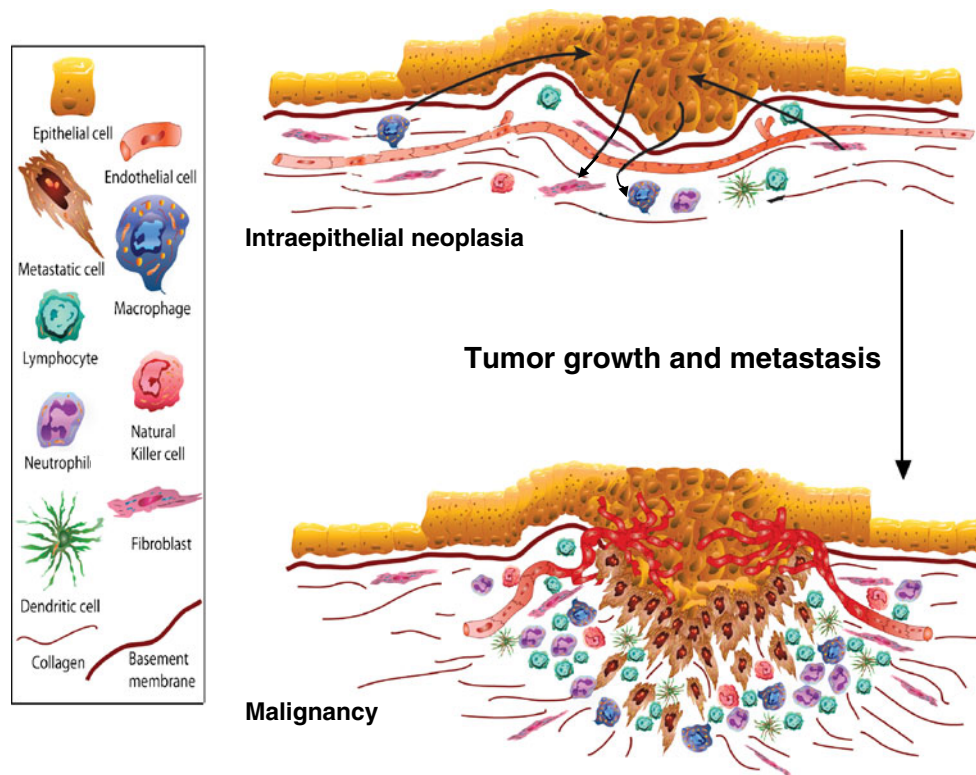 Epithelial cell
Endothelial cell
Metastatic cell
Macrophage
Lymphocyte
Natural
Killer cell
Neutrophil
Fibroblast
Dendritic cell
Collagen
Basement
membrane
Intraepithelial neoplasia
Tumor growth and metastasis
Malignancy